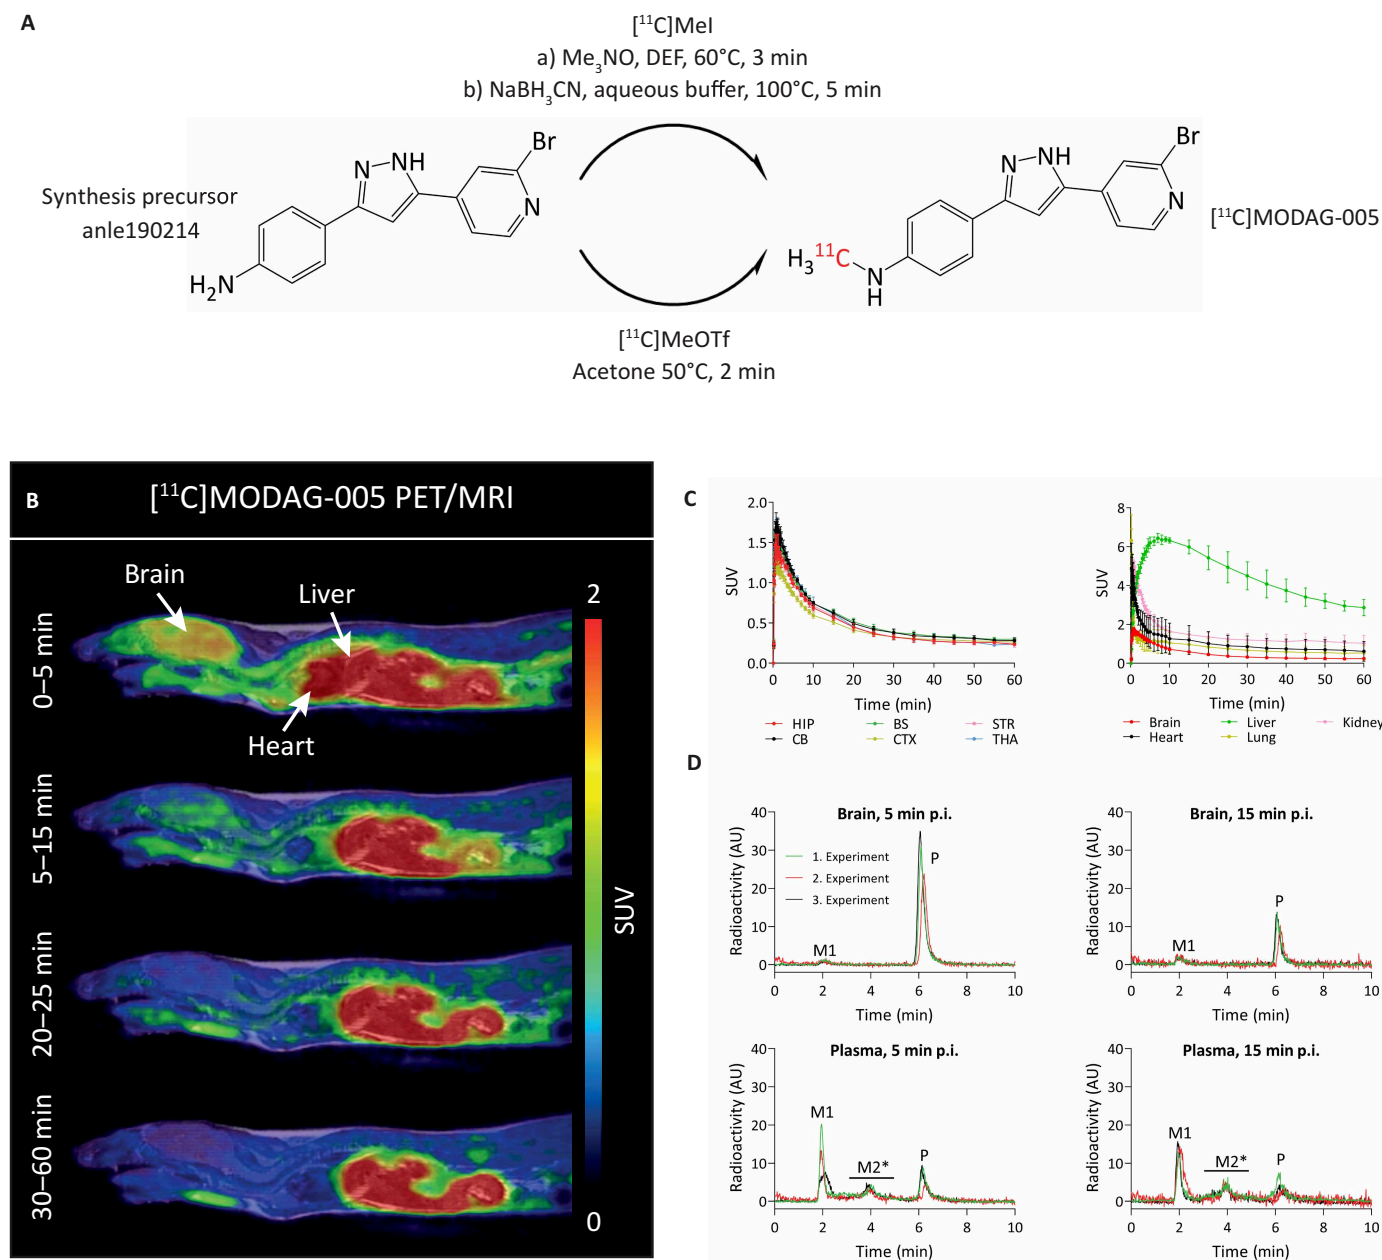 A
[¹¹C]MeI
a) Me₃NO, DEF, 60°C, 3 min
b) NaBH₃CN, aqueous buffer, 100°C, 5 min
Synthesis precursor
anle190214
N
NH
Br
N
H₂N
N
NH
Br
N
H₃¹¹C
N
H
[¹¹C]MODAG-005
[¹¹C]MeOTf
Acetone 50°C, 2 min
B
[¹¹C]MODAG-005 PET/MRI
Brain
Liver
Heart
0–5 min
5–15 min
20–25 min
30–60 min
2
SUV
0
C
2.0
1.5
1.0
0.5
0.0
SUV
0 10 20 30 40 50 60
Time (min)
HIP BS STR
CB CTX THA
8
6
4
2
0
SUV
0 10 20 30 40 50 60
Time (min)
Brain Liver Kidney
Heart Lung
D
Brain, 5 min p.i.
40
30
20
10
0
Radioactivity (AU)
1. Experiment
2. Experiment
3. Experiment
P
M1
0 2 4 6 8 10
Time (min)
Brain, 15 min p.i.
40
30
20
10
0
Radioactivity (AU)
P
M1
0 2 4 6 8 10
Time (min)
Plasma, 5 min p.i.
40
30
20
10
0
Radioactivity (AU)
M1
M2*
P
0 2 4 6 8 10
Time (min)
Plasma, 15 min p.i.
40
30
20
10
0
Radioactivity (AU)
M1
M2*
P
0 2 4 6 8 10
Time (min)